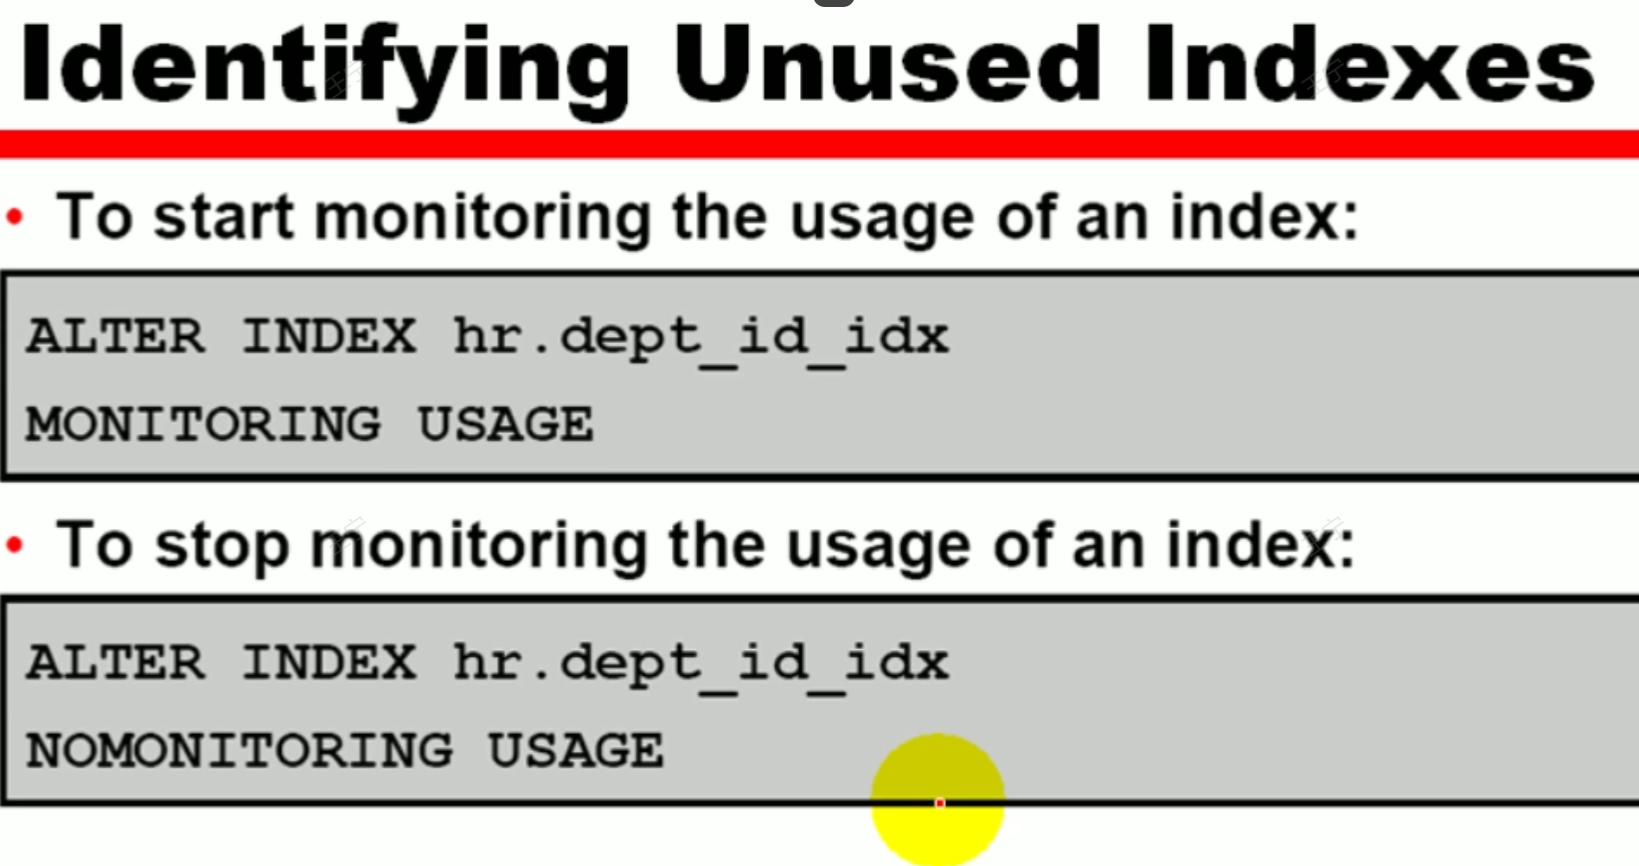 Identifying Unused Indexes
• To start monitoring the usage of an index:
ALTER INDEX hr.dept_id_idx
MONITORING USAGE
• To stop monitoring the usage of an index:
ALTER INDEX hr.dept_id_idx
NOMONITORING USAGE